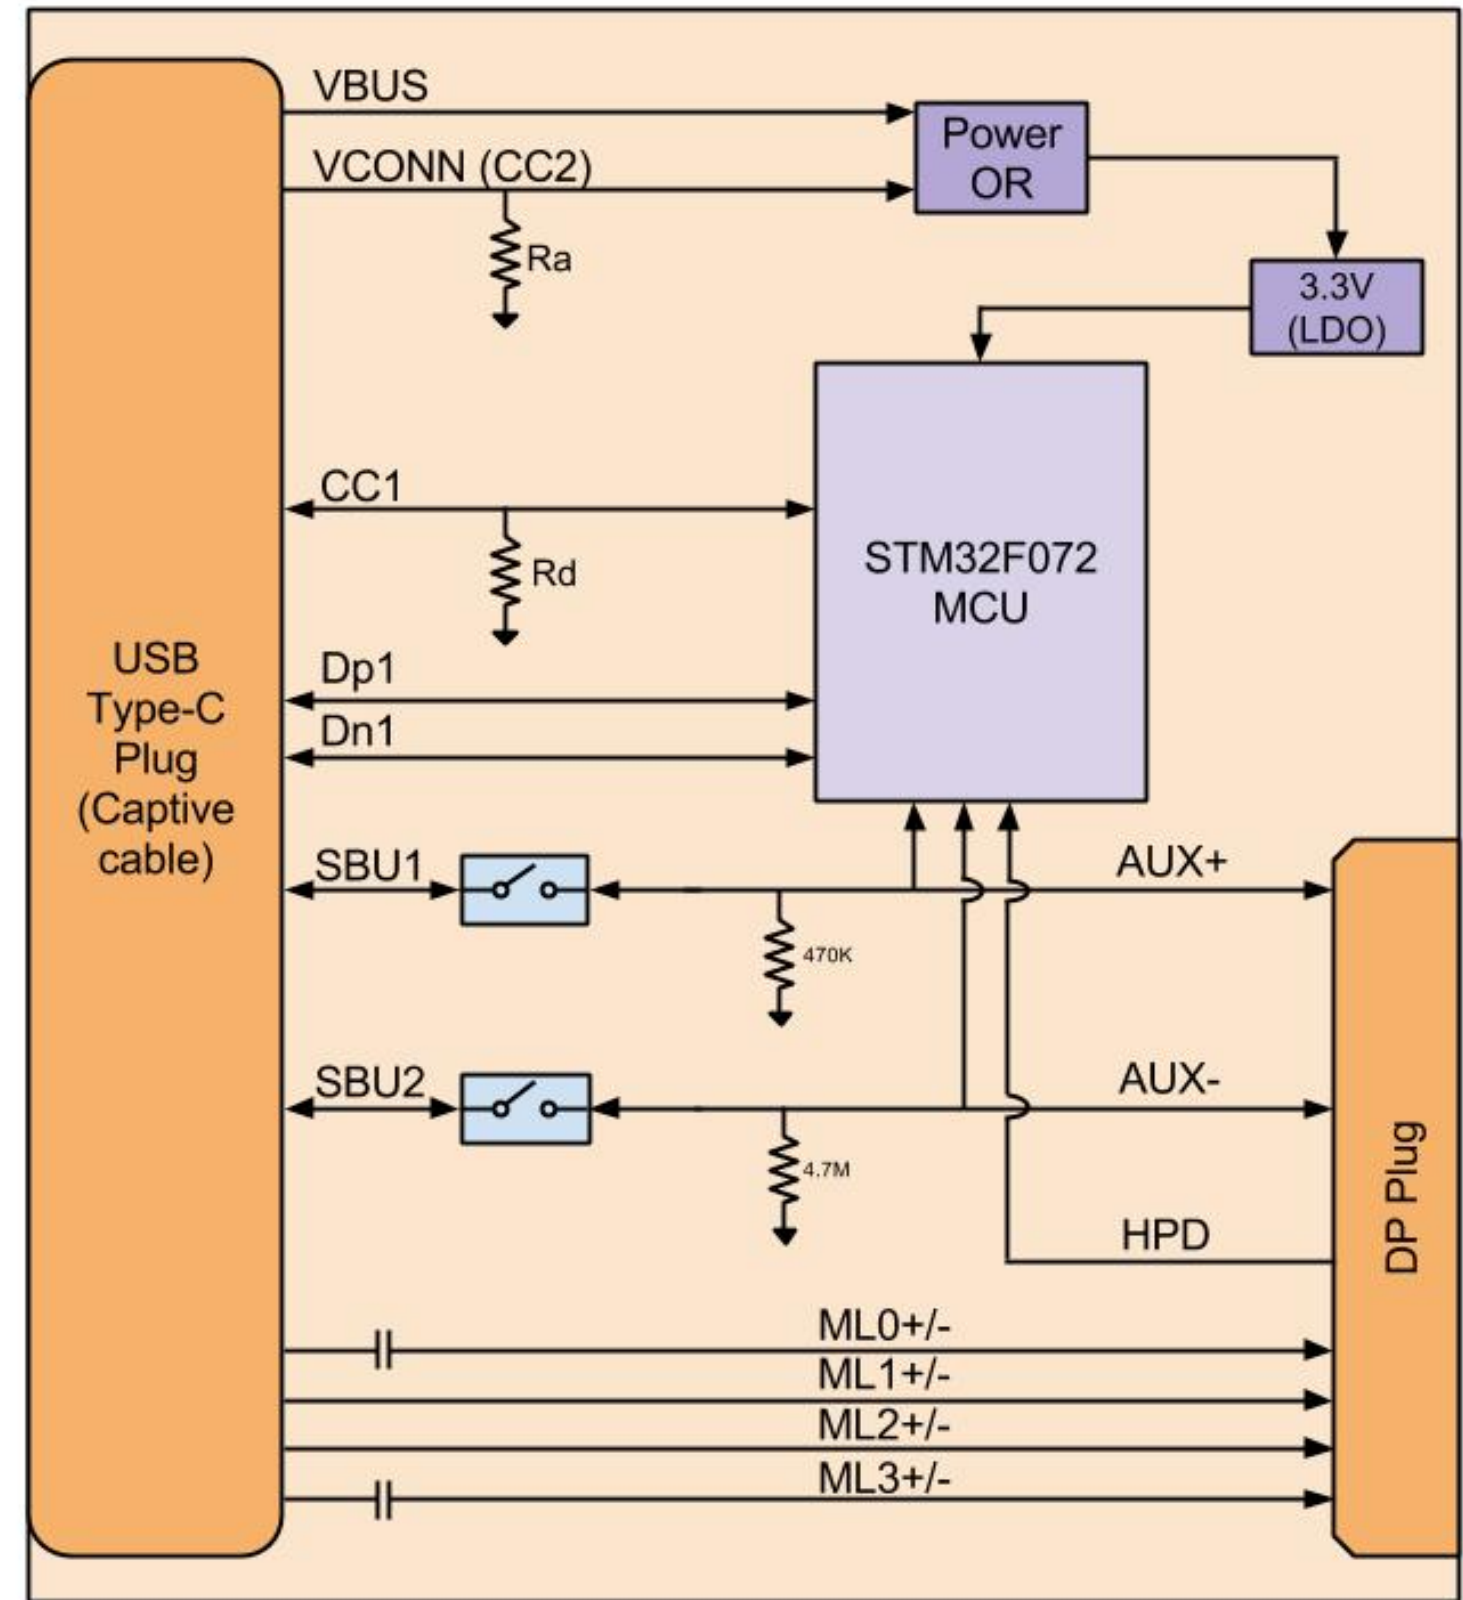 VBUS
Power
OR
VCONN (CC2)
Ra
3.3V
(LDO)
CC1
Rd
STM32F072
MCU
USB
Type-C
Plug
(Captive
cable)
Dp1
Dn1
SBU1
AUX+
470K
SBU2
AUX-
4.7M
HPD
DP Plug
ML0+/-
ML1+/-
ML2+/-
ML3+/-